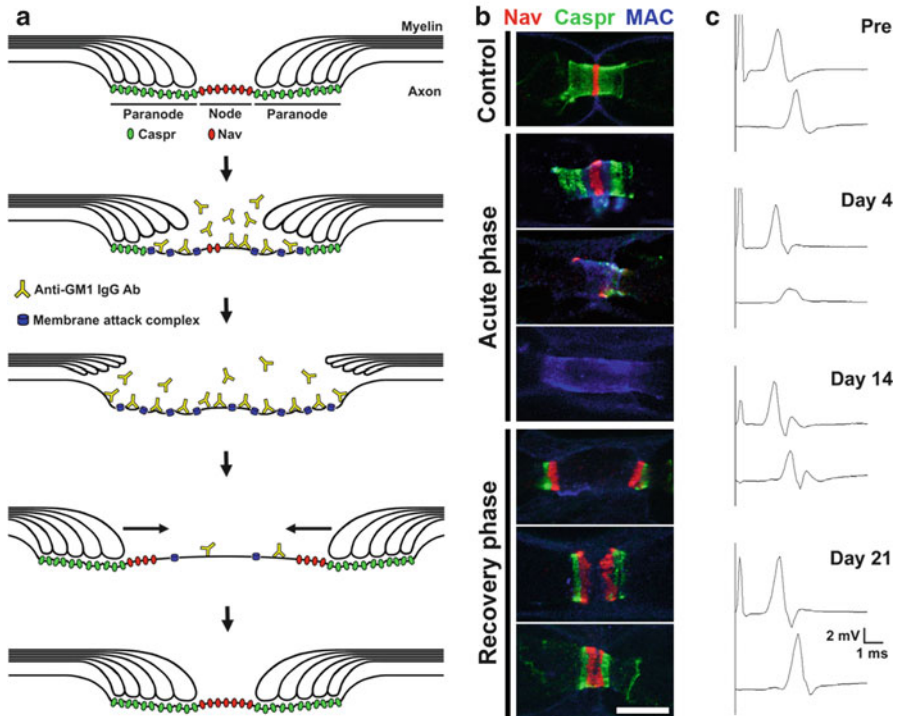 a
Myelin
Axon
Paranode Node Paranode
Caspr Nav
Anti-GM1 IgG Ab
Membrane attack complex
b
Nav Caspr MAC
Control
Acute phase
Recovery phase
c
Pre
Day 4
Day 14
Day 21
2 mV
1 ms